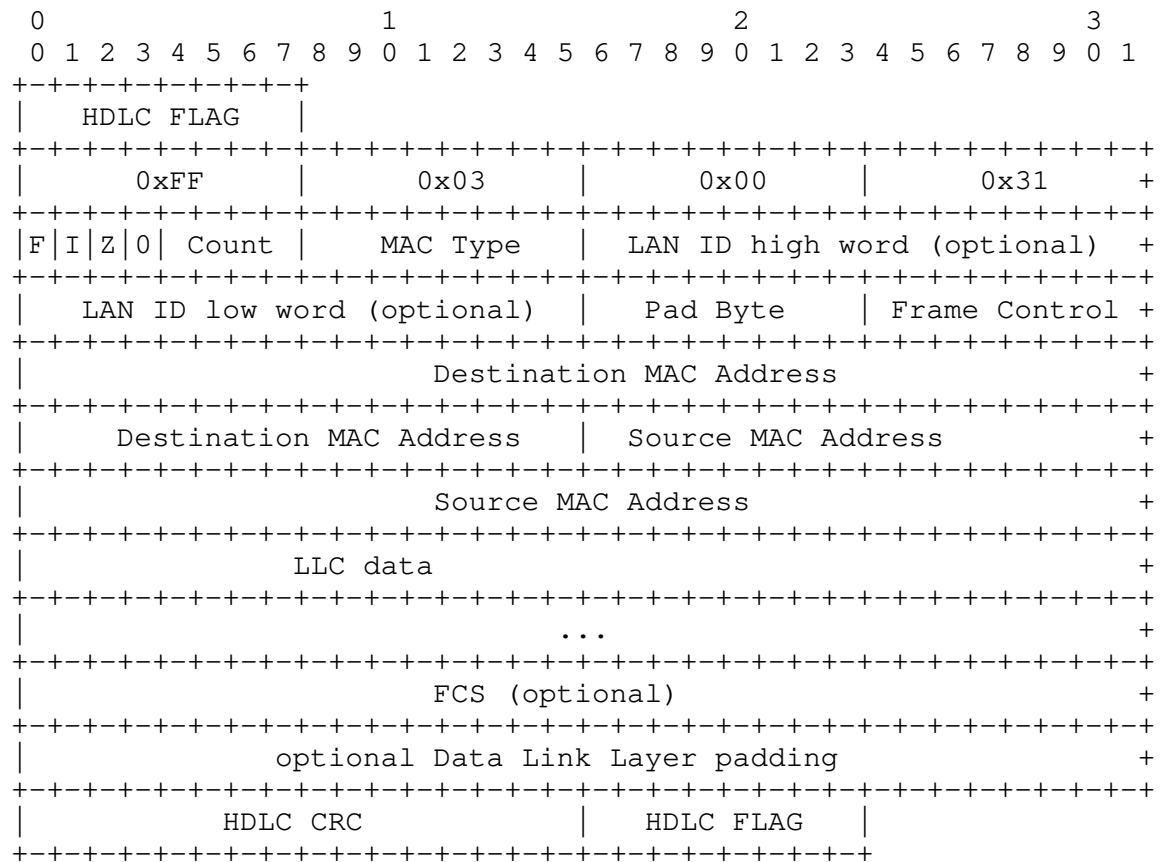 0                   1                   2                   3
 0 1 2 3 4 5 6 7 8 9 0 1 2 3 4 5 6 7 8 9 0 1 2 3 4 5 6 7 8 9 0 1
+-+-+-+-+-+-+-+-+
|   HDLC FLAG   |
+-+-+-+-+-+-+-+-+-+-+-+-+-+-+-+-+-+-+-+-+-+-+-+-+-+-+-+-+-+-+-+-+
|      0xFF     |      0x03     |      0x00     |      0x31     +
+-+-+-+-+-+-+-+-+-+-+-+-+-+-+-+-+-+-+-+-+-+-+-+-+-+-+-+-+-+-+-+-+
|F|I|Z|0| Count |    MAC Type   |  LAN ID high word (optional)  +
+-+-+-+-+-+-+-+-+-+-+-+-+-+-+-+-+-+-+-+-+-+-+-+-+-+-+-+-+-+-+-+-+
|   LAN ID low word (optional)  |   Pad Byte    | Frame Control +
+-+-+-+-+-+-+-+-+-+-+-+-+-+-+-+-+-+-+-+-+-+-+-+-+-+-+-+-+-+-+-+-+
|                       Destination MAC Address                 +
+-+-+-+-+-+-+-+-+-+-+-+-+-+-+-+-+-+-+-+-+-+-+-+-+-+-+-+-+-+-+-+-+
|     Destination MAC Address   |  Source MAC Address           +
+-+-+-+-+-+-+-+-+-+-+-+-+-+-+-+-+-+-+-+-+-+-+-+-+-+-+-+-+-+-+-+-+
|                       Source MAC Address                      +
+-+-+-+-+-+-+-+-+-+-+-+-+-+-+-+-+-+-+-+-+-+-+-+-+-+-+-+-+-+-+-+-+
|               LLC data                                        +
+-+-+-+-+-+-+-+-+-+-+-+-+-+-+-+-+-+-+-+-+-+-+-+-+-+-+-+-+-+-+-+-+
|                              ...                              +
+-+-+-+-+-+-+-+-+-+-+-+-+-+-+-+-+-+-+-+-+-+-+-+-+-+-+-+-+-+-+-+-+
|                       FCS (optional)                          +
+-+-+-+-+-+-+-+-+-+-+-+-+-+-+-+-+-+-+-+-+-+-+-+-+-+-+-+-+-+-+-+-+
|              optional Data Link Layer padding                 +
+-+-+-+-+-+-+-+-+-+-+-+-+-+-+-+-+-+-+-+-+-+-+-+-+-+-+-+-+-+-+-+-+
|           HDLC CRC            |   HDLC FLAG   |
+-+-+-+-+-+-+-+-+-+-+-+-+-+-+-+-+-+-+-+-+-+-+-+-+